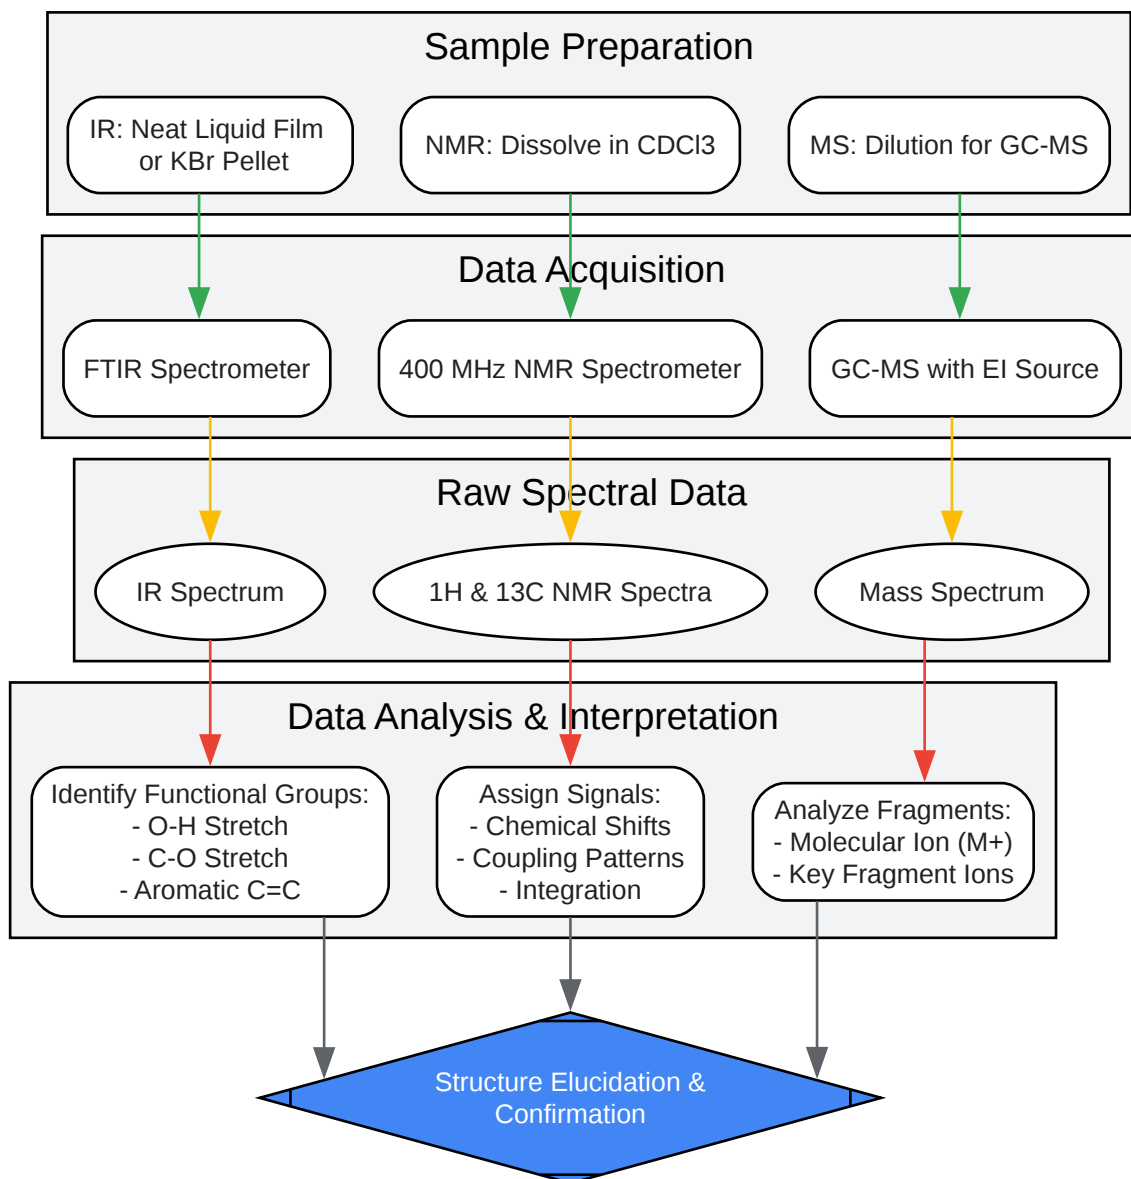 Sample Preparation
IR: Neat Liquid Film
or KBr Pellet
NMR: Dissolve in CDCl3
MS: Dilution for GC-MS
Data Acquisition
FTIR Spectrometer
400 MHz NMR Spectrometer
GC-MS with EI Source
Raw Spectral Data
IR Spectrum
1H & 13C NMR Spectra
Mass Spectrum
Data Analysis & Interpretation
Identify Functional Groups:
- O-H Stretch
- C-O Stretch
- Aromatic C=C
Assign Signals:
- Chemical Shifts
- Coupling Patterns
- Integration
Analyze Fragments:
- Molecular Ion (M+)
- Key Fragment Ions
Structure Elucidation &
Confirmation